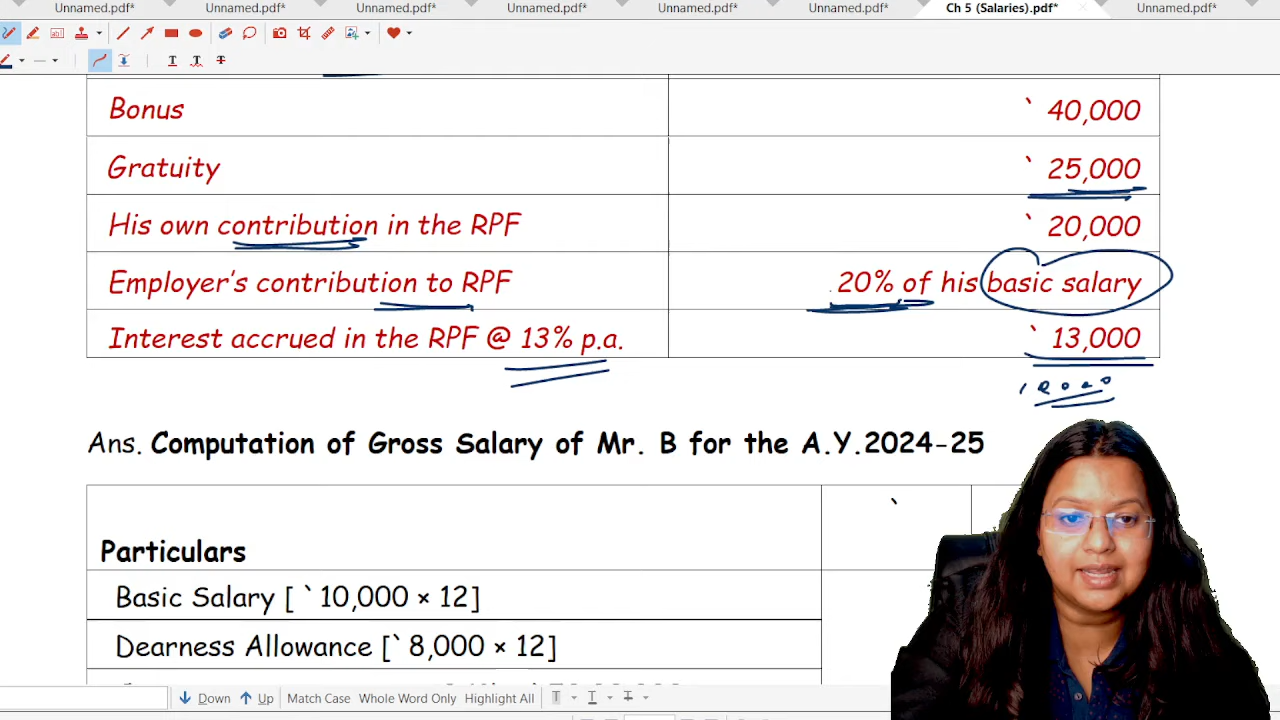 Unnamed.pdf* Unnamed.pdf* Unnamed.pdf* Unnamed.pdf* Unnamed.pdf* Unnamed.pdf* Ch 5 (Salaries).pdf* Unnamed.pdf*
Bonus ` 40,000
Gratuity ` 25,000
His own contribution in the RPF ` 20,000
Employer's contribution to RPF 20% of his basic salary
Interest accrued in the RPF @ 13% p.a. ` 13,000
Ans. Computation of Gross Salary of Mr. B for the A.Y.2024-25
`
Particulars
Basic Salary [ `10,000 × 12]
Dearness Allowance [`8,000 × 12]
Down Up Match Case Whole Word Only Highlight All